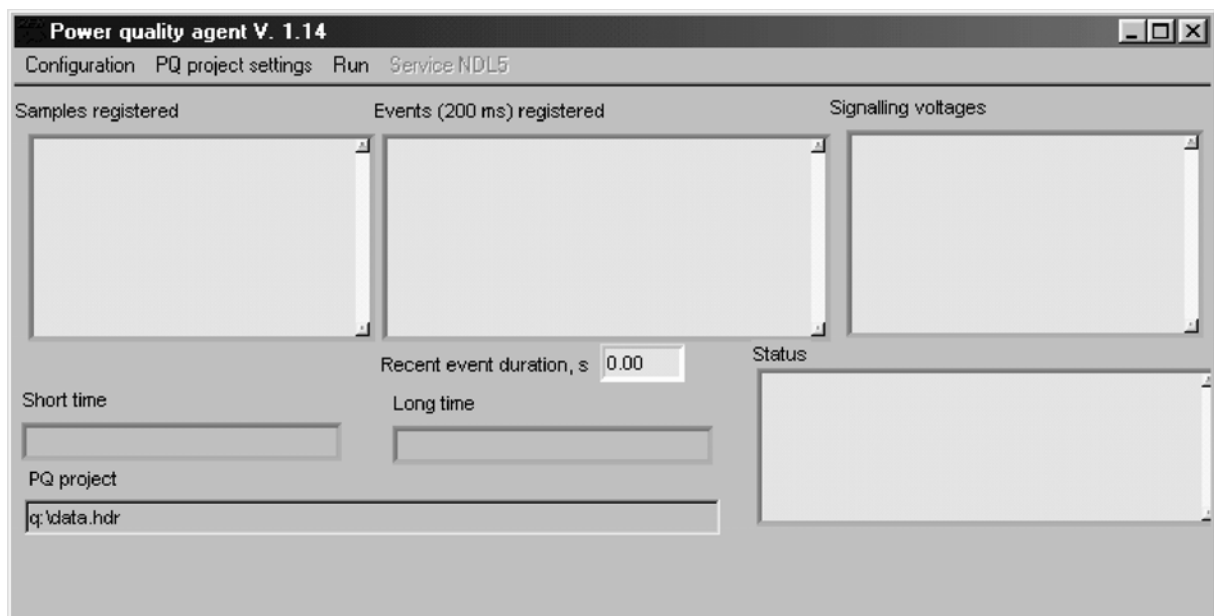 Power quality agent V. 1.14
Configuration PQ project settings Run Service NDL5
Samples registered Events (200 ms) registered Signalling voltages
Recent event duration, s 0.00 Status
Short time Long time
PQ project
q:\data.hdr